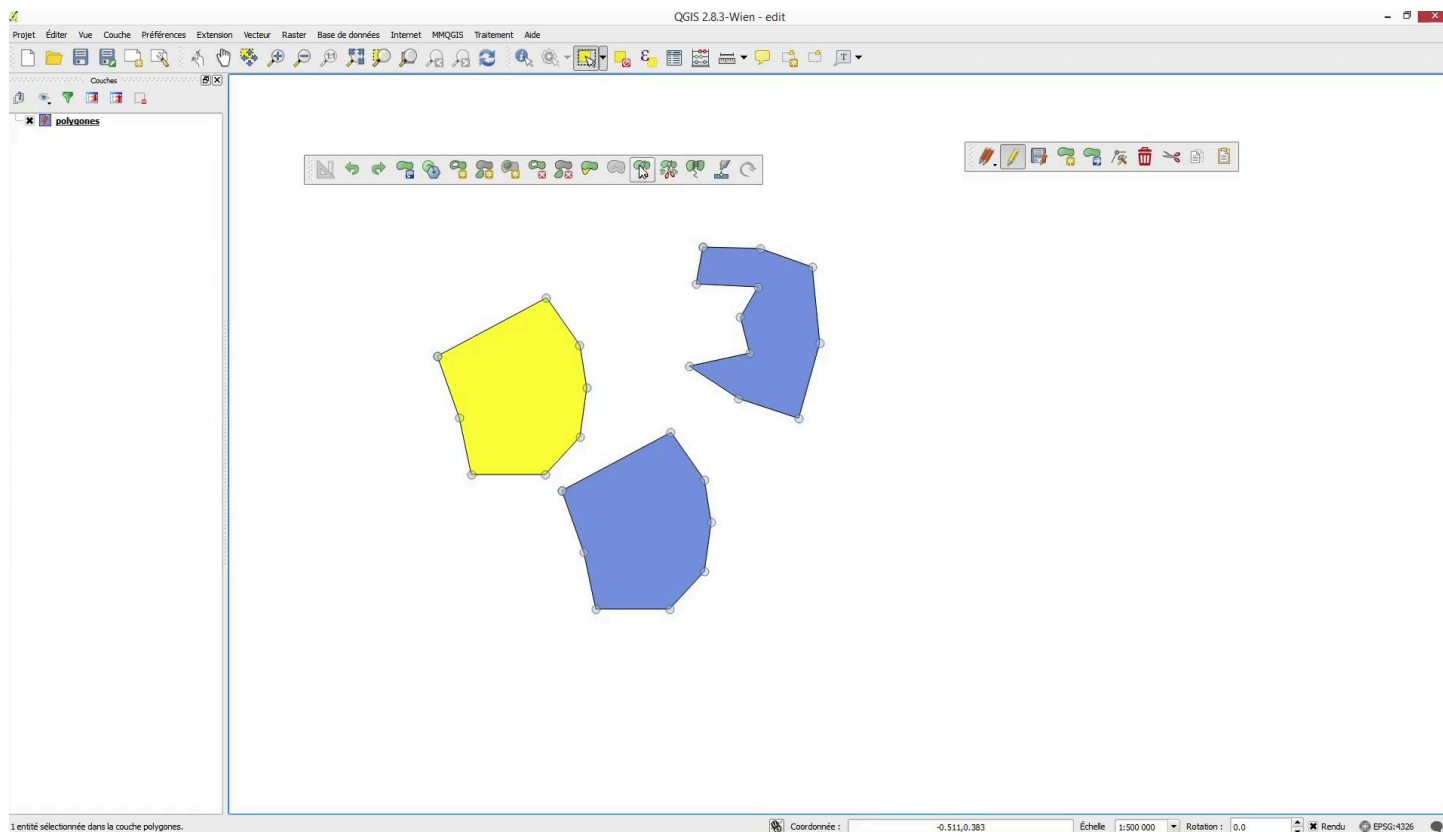 QGIS 2.8.3-Wien - edit
Projet Éditer Vue Couche Préférences Extension Vecteur Raster Base de données Internet MMQGIS Traitement Aide
Couches
polygones
1 entité sélectionnée dans la couche polygones.
Coordonnée : -0.511,0.383 Échelle 1:500 000 Rotation : 0.0 Rendu EPSG:4326